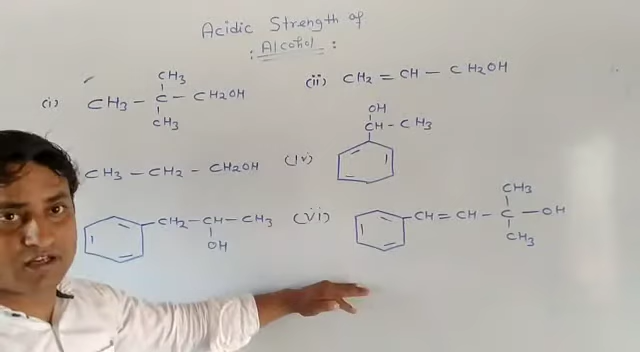 Acidic Strength of
: Alcohol :
CH3
(i) CH3 - C - CH2OH
CH3
(ii) CH2 = CH - CH2OH
CH3 - CH2 - CH2OH
(iv) OH
CH - CH3
CH2 - CH - CH3
OH
(vi) CH = CH - C - OH
CH3
CH3